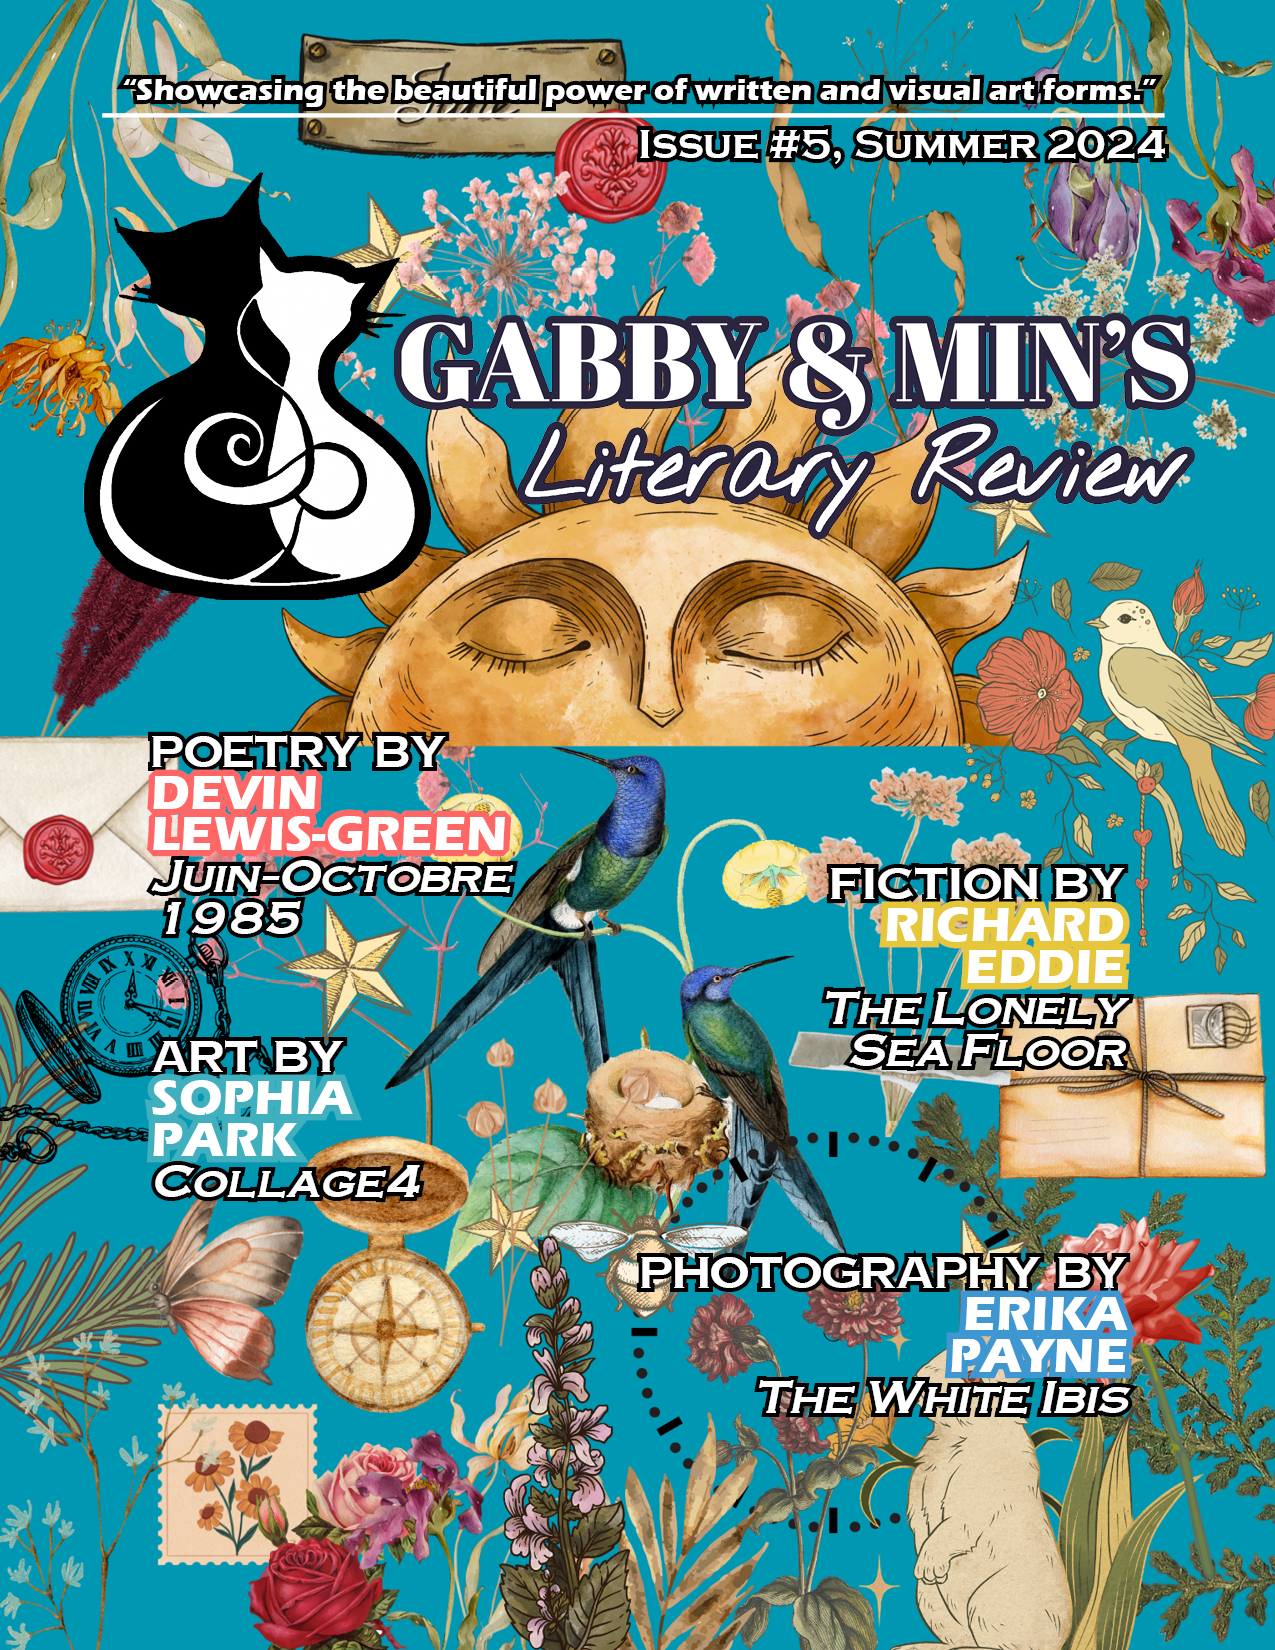 June
“Showcasing the beautiful power of written and visual art forms.”
Issue #5, Summer 2024
GABBY & MIN’S
Literary Review
POETRY BY
DEVIN
LEWIS-GREEN
Juin-Octobre
1985
FICTION BY
RICHARD
EDDIE
The Lonely
Sea Floor
ART BY
SOPHIA
PARK
Collage4
PHOTOGRAPHY BY
ERIKA
PAYNE
The White Ibis